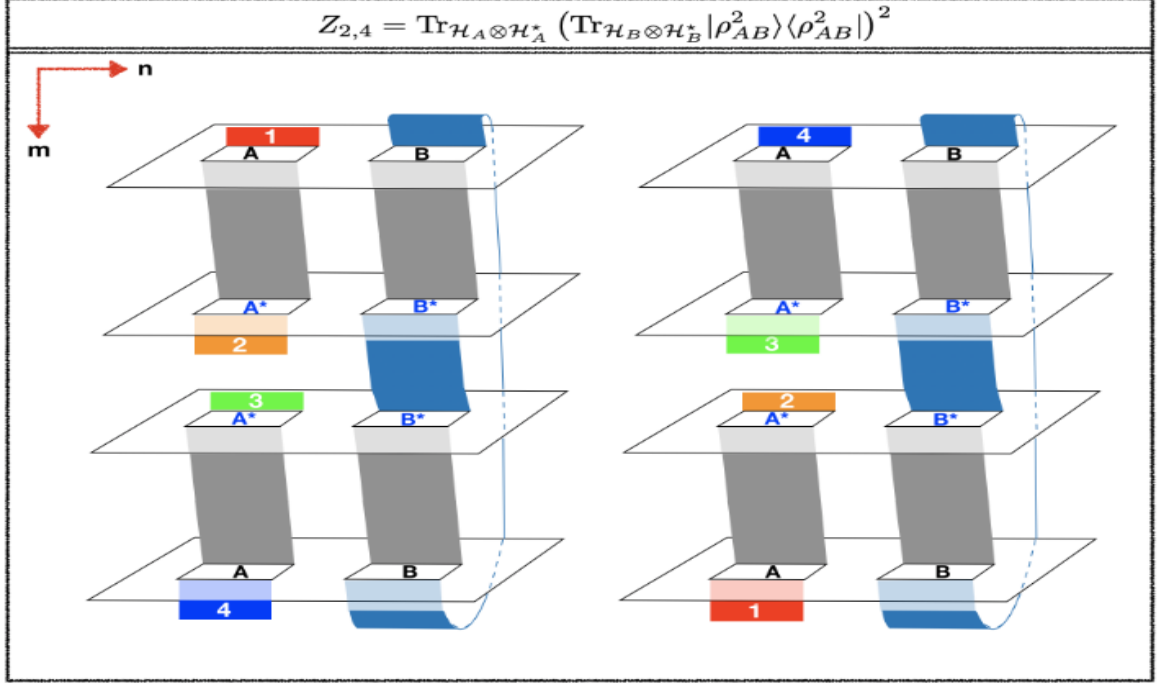 Z_{2,4} = Tr_{ℋ_A⊗ℋ_A^⋆} (Tr_{ℋ_B⊗ℋ_B^⋆} |ρ_{AB}^2⟩⟨ρ_{AB}^2|)^2
n
m
1 4
A B A B
A* B* A* B*
2 3
3 2
A* B* A* B*
A B A B
4 1